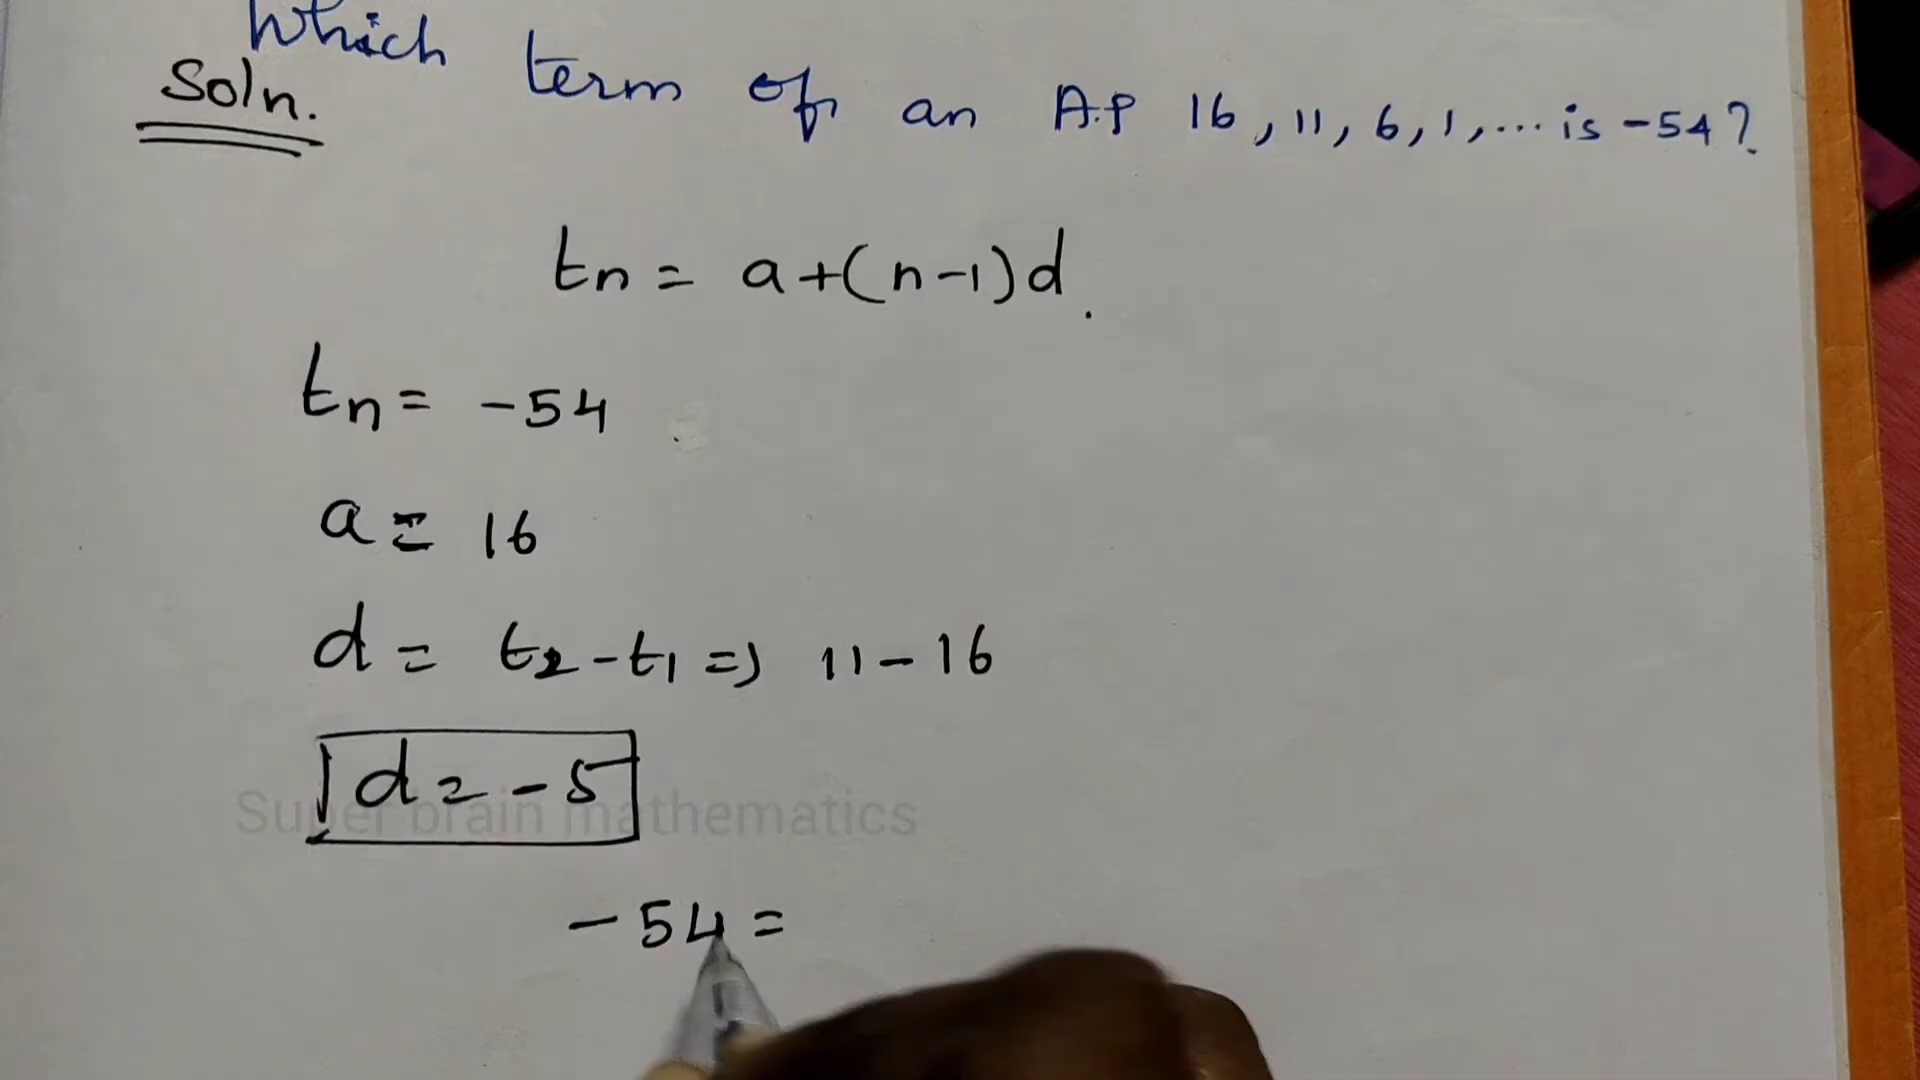 Which term of an A.P 16, 11, 6, 1, ... is -54?
Soln.
tn = a+(n-1)d.
tn = -54
a = 16
d = t2-t1 => 11-16
d = -5
Super brain mathematics
-54 =